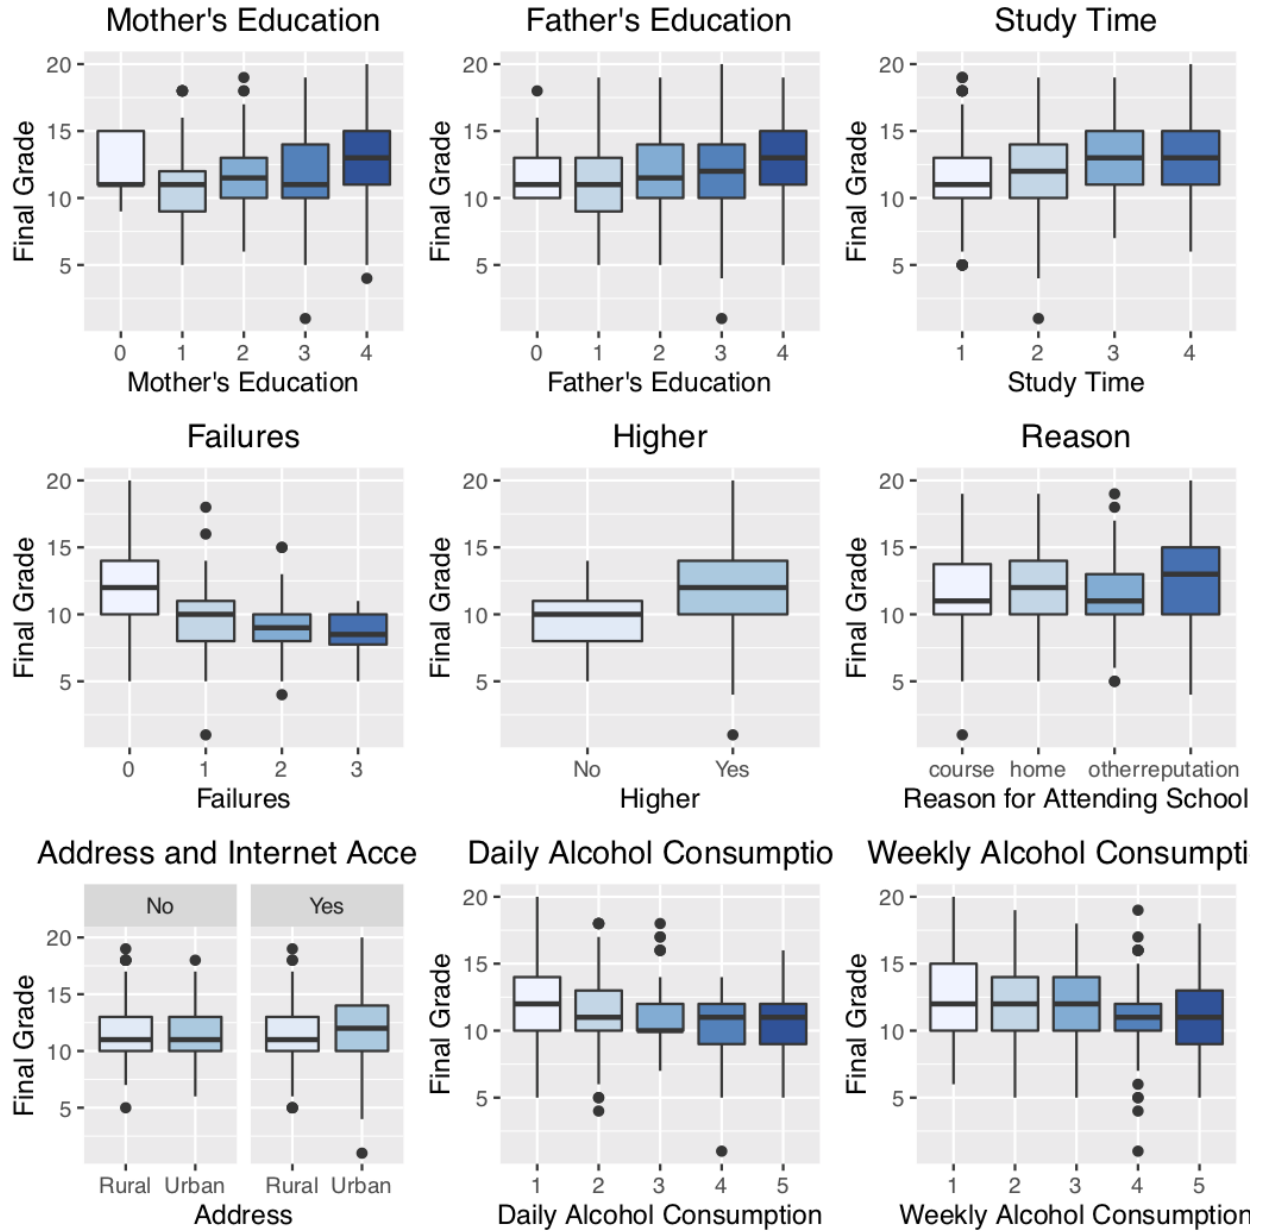 Mother's Education
Final Grade
20
15
10
5
0 1 2 3 4
Mother's Education
Father's Education
Final Grade
20
15
10
5
0 1 2 3 4
Father's Education
Study Time
Final Grade
20
15
10
5
1 2 3 4
Study Time
Failures
Final Grade
20
15
10
5
0 1 2 3
Failures
Higher
Final Grade
20
15
10
5
No Yes
Higher
Reason
Final Grade
20
15
10
5
course home other reputation
Reason for Attending School
Address and Internet Acce
No Yes
Final Grade
20
15
10
5
Rural Urban Rural Urban
Address
Daily Alcohol Consumptio
Final Grade
20
15
10
5
1 2 3 4 5
Daily Alcohol Consumption
Weekly Alcohol Consumpti
Final Grade
20
15
10
5
1 2 3 4 5
Weekly Alcohol Consumption